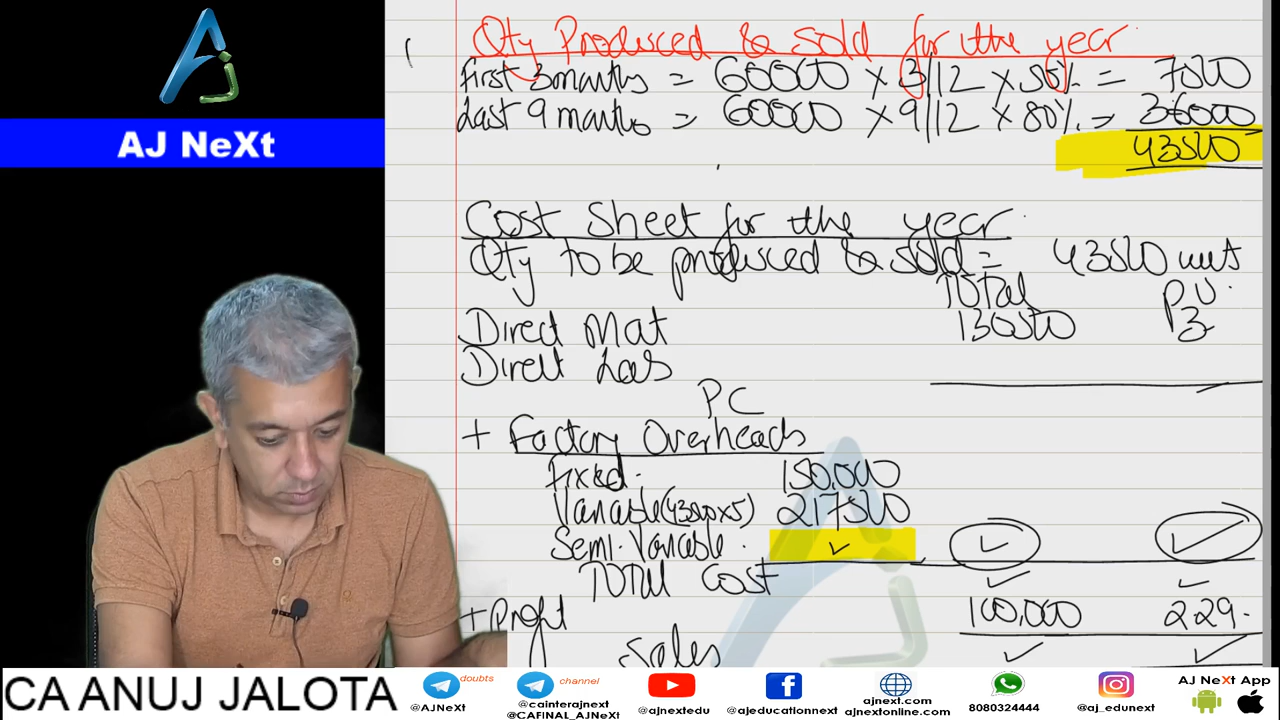 Qty Produced & Sold for the year
First 3 months = 60000 × 3/12 × 50% = 7500
Last 9 months = 60000 × 9/12 × 80% = 36000
43500
Cost Sheet for the year
Qty to be produced & sold = 43500 units
Total P.U.
Direct Mat 130500 3
Direct Lab
PC
+ Factory Overheads
Fixed. 150,000
Variable (43500x5) 217500
Semi. Variable.
TOTAL COST
+ Profit 100,000 2.29
Sales
AJ NeXt
CA ANUJ JALOTA
doubts
@AJNeXt
channel
@cainterajnext
@CAFINAL_AJNeXt
@ajnextedu
@ajeducationnext
ajnext.com
ajnextonline.com
8080324444
@aj_edunext
AJ NeXt App